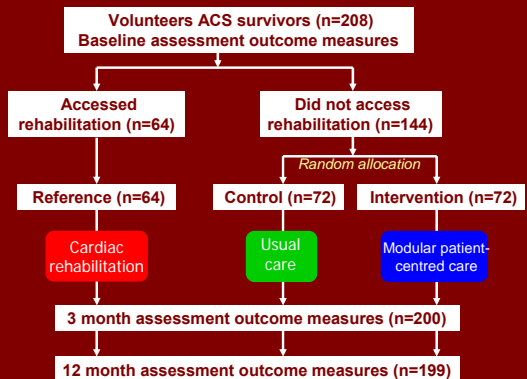 Volunteers ACS survivors (n=208)
Baseline assessment outcome measures
Accessed
rehabilitation (n=64)
Did not access
rehabilitation (n=144)
Random allocation
Reference (n=64)
Control (n=72)
Intervention (n=72)
Cardiac
rehabilitation
Usual
care
Modular patient-
centred care
3 month assessment outcome measures (n=200)
12 month assessment outcome measures (n=199)